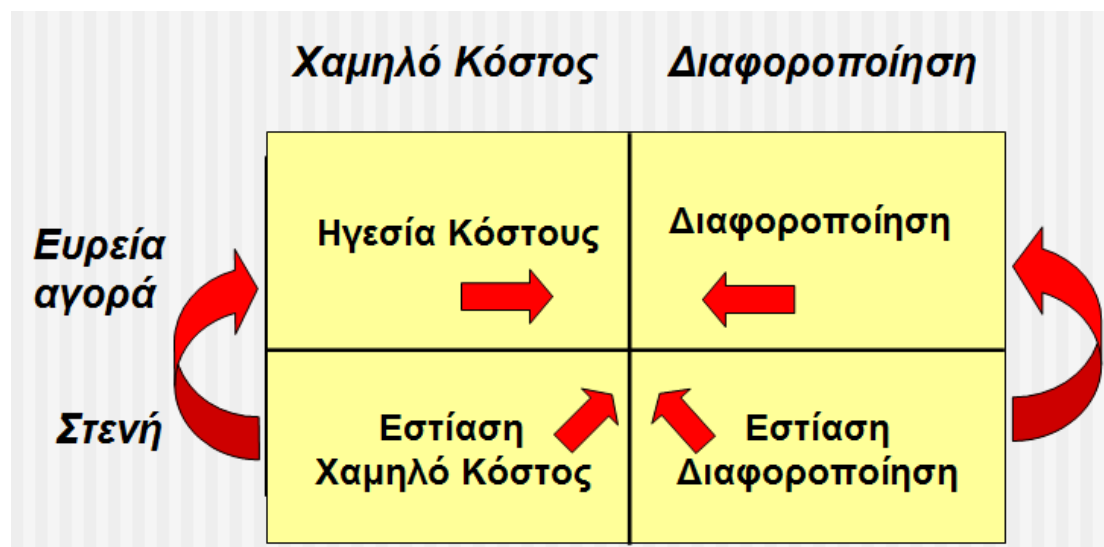 Χαμηλό Κόστος
Διαφοροποίηση
Ευρεία
αγορά
Ηγεσία Κόστους
Διαφοροποίηση
Στενή
Εστίαση
Χαμηλό Κόστος
Εστίαση
Διαφοροποίηση